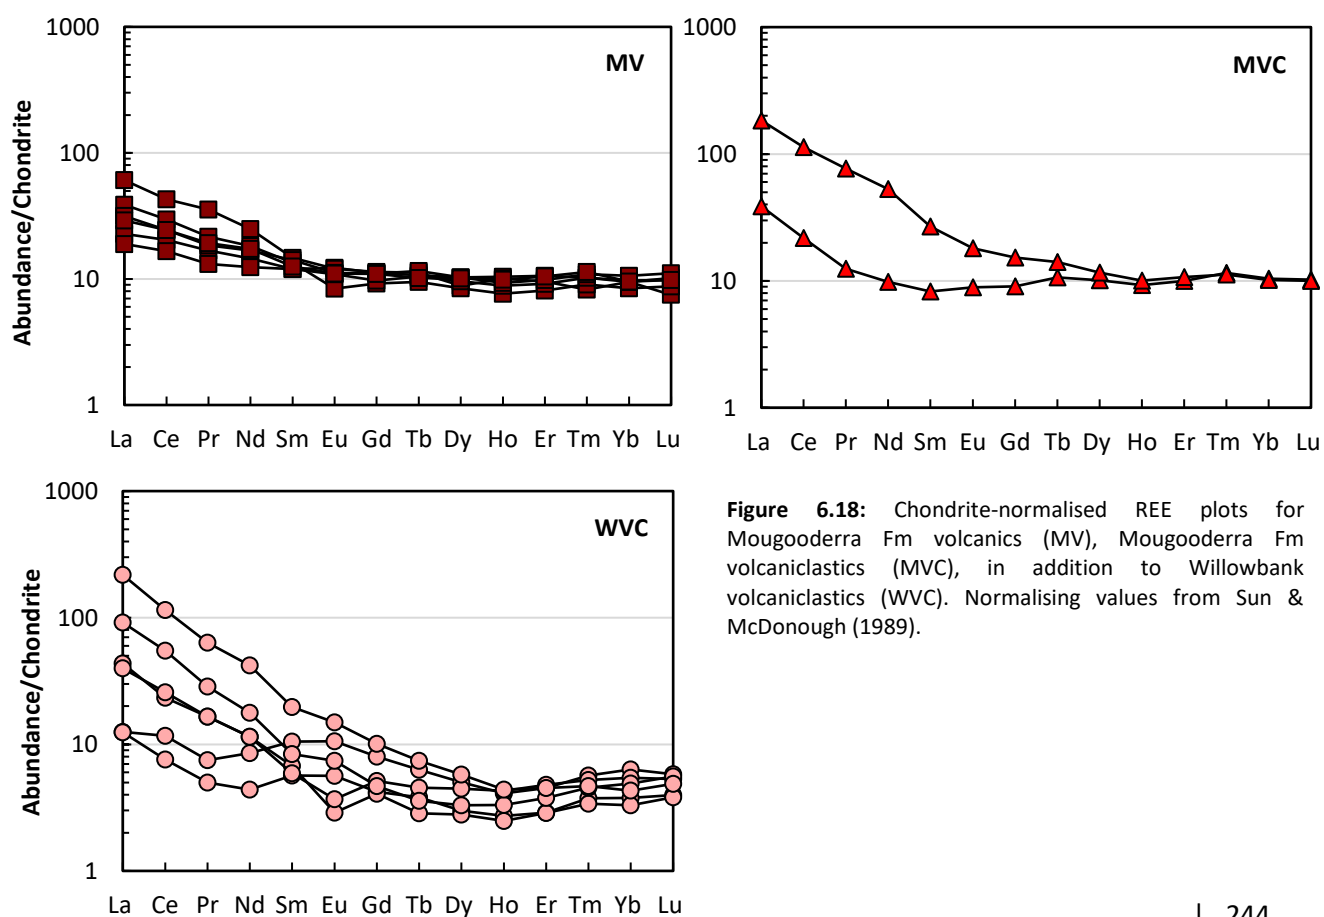 1000
100
10
1
Abundance/Chondrite
MV
La Ce Pr Nd Sm Eu Gd Tb Dy Ho Er Tm Yb Lu
1000
100
10
1
MVC
La Ce Pr Nd Sm Eu Gd Tb Dy Ho Er Tm Yb Lu
1000
100
10
1
Abundance/Chondrite
WVC
La Ce Pr Nd Sm Eu Gd Tb Dy Ho Er Tm Yb Lu
Figure 6.18: Chondrite-normalised REE plots for
Mougooderra Fm volcanics (MV), Mougooderra Fm
volcaniclastics (MVC), in addition to Willowbank
volcaniclastics (WVC). Normalising values from Sun &
McDonough (1989).
| 244